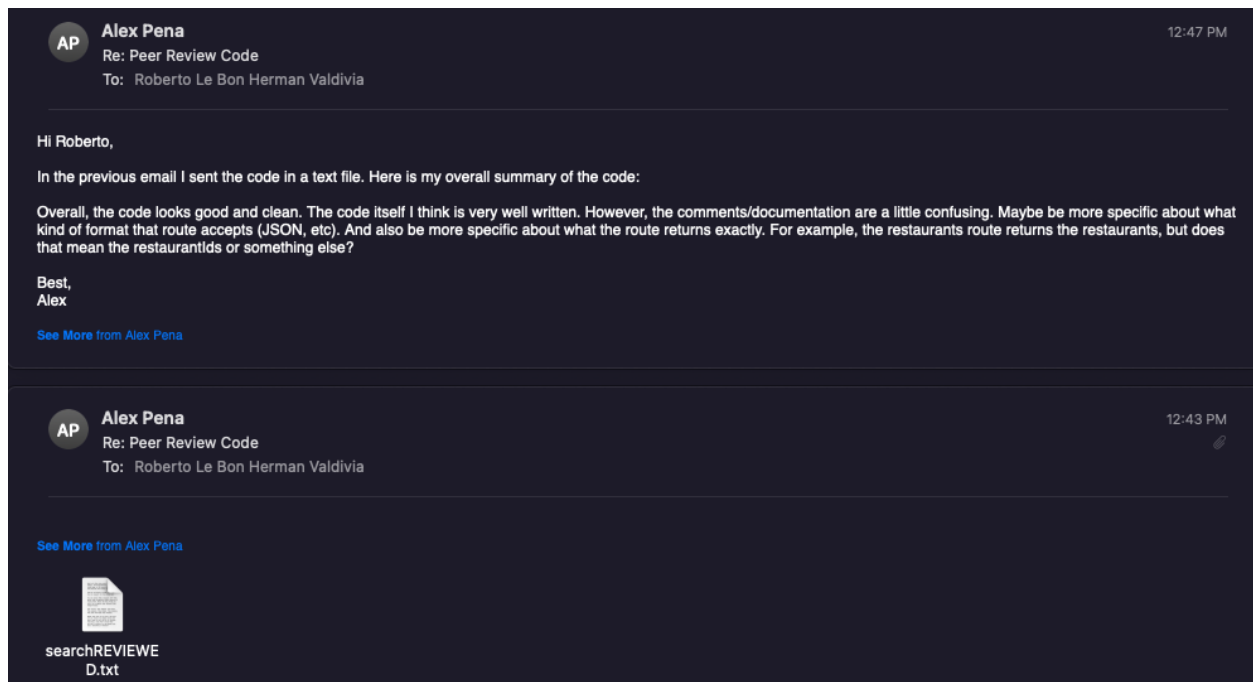 AP
Alex Pena
12:47 PM
Re: Peer Review Code
To: Roberto Le Bon Herman Valdivia
Hi Roberto,
In the previous email I sent the code in a text file. Here is my overall summary of the code:
Overall, the code looks good and clean. The code itself I think is very well written. However, the comments/documentation are a little confusing. Maybe be more specific about what
kind of format that route accepts (JSON, etc). And also be more specific about what the route returns exactly. For example, the restaurants route returns the restaurants, but does
that mean the restaurantIds or something else?
Best,
Alex
See More from Alex Pena
AP
Alex Pena
12:43 PM
Re: Peer Review Code
To: Roberto Le Bon Herman Valdivia
See More from Alex Pena
searchREVIEWE
D.txt